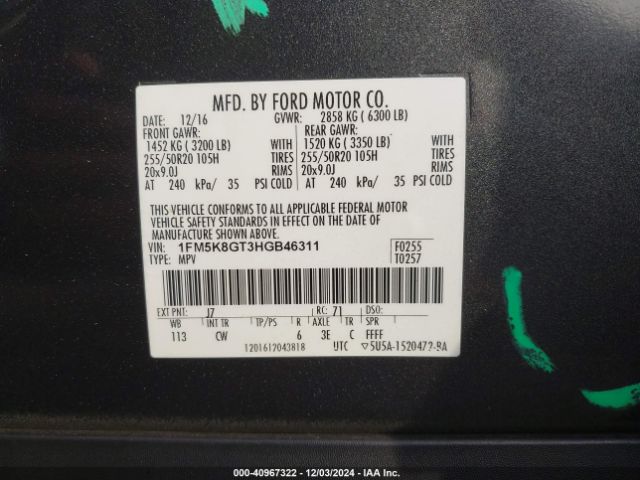 MFD. BY FORD MOTOR CO.
DATE: 12/16 GVWR: 2858 KG ( 6300 LB)
FRONT GAWR: REAR GAWR:
1452 KG ( 3200 LB) WITH 1520 KG ( 3350 LB) WITH
255/50R20 105H TIRES 255/50R20 105H TIRES
20x9.0J RIMS 20x9.0J RIMS
AT 240 kPa/ 35 PSI COLD AT 240 kPa/ 35 PSI COLD
THIS VEHICLE CONFORMS TO ALL APPLICABLE FEDERAL MOTOR
VEHICLE SAFETY STANDARDS IN EFFECT ON THE DATE OF
MANUFACTURE SHOWN ABOVE.
VIN: 1FM5K8GT3HGB46311 F0255
TYPE: MPV T0257
EXT PNT: J7 RC: 71 DSO:
WB INT TR TP/PS R AXLE TR SPR
113 CW 6 3E C FFFF
1201612043818 UTC ▽5U5A-1520472-BA
000-40967322 - 12/03/2024 - IAA Inc.